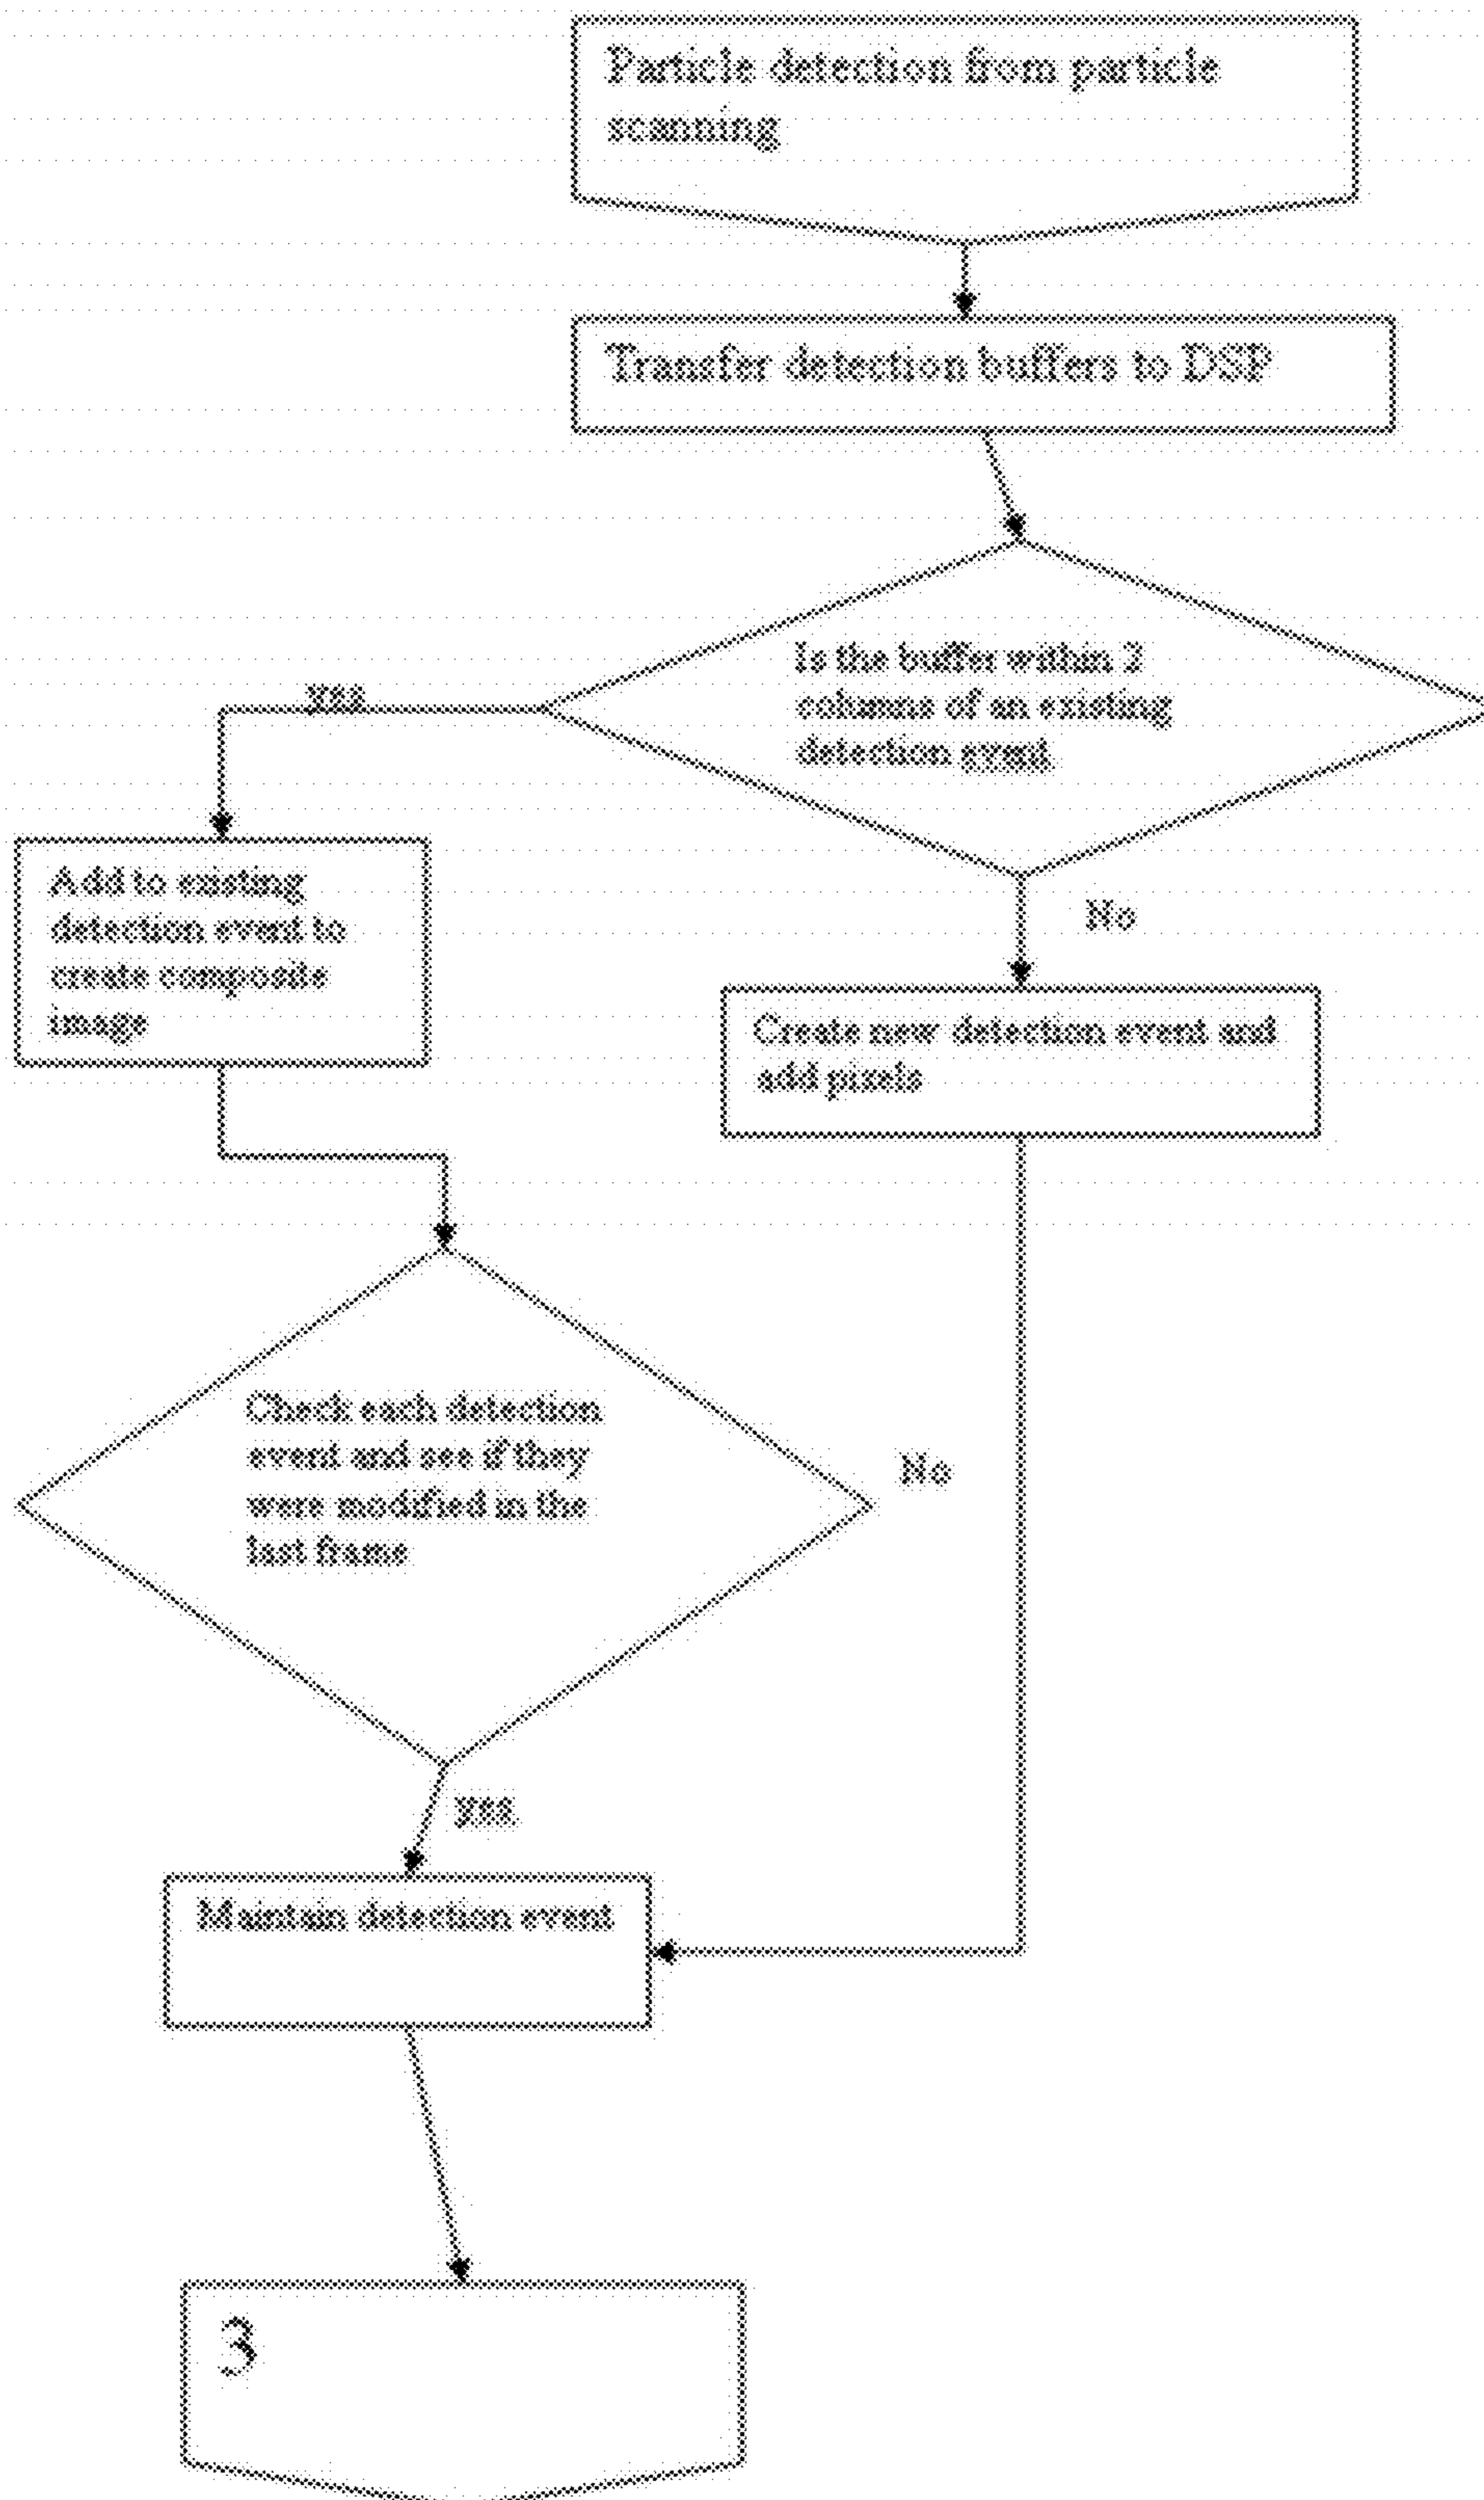 Particle detection from particle
scanning
Transfer detection buffers to DSP
Is the buffer within
columns of an existing
detection event
yes
Add to existing
detection event to
create composite
image
No
Create new detection event and
add pixels
Check each detection
event and see if they
were modified in the
last frame
No
yes
Maintain detection event
3